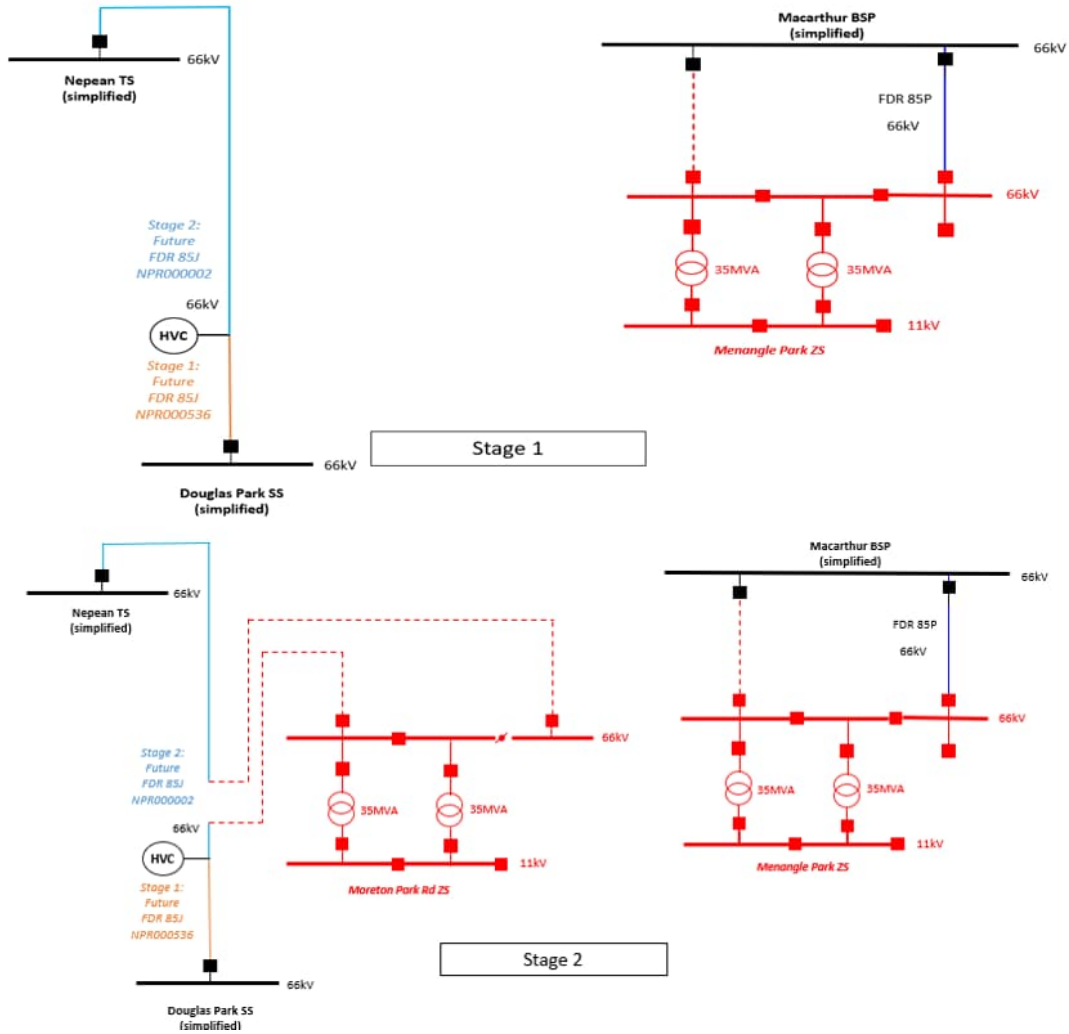 Macarthur BSP
(simplified)
66kV
66kV
Nepean TS
(simplified)
FDR 85P
66kV
66kV
Stage 2:
Future
FDR 85J
NPR000002
66kV
35MVA
35MVA
HVC
11kV
Menangle Park ZS
Stage 1:
Future
FDR 85J
NPR000536
Stage 1
66kV
Douglas Park SS
(simplified)
Macarthur BSP
(simplified)
66kV
66kV
Nepean TS
(simplified)
FDR 85P
66kV
66kV
66kV
Stage 2:
Future
FDR 85J
NPR000002
35MVA
35MVA
35MVA
35MVA
66kV
HVC
11kV
11kV
Moreton Park Rd ZS
Menangle Park ZS
Stage 1:
Future
FDR 85J
NPR000536
Stage 2
66kV
Douglas Park SS
(simplified)